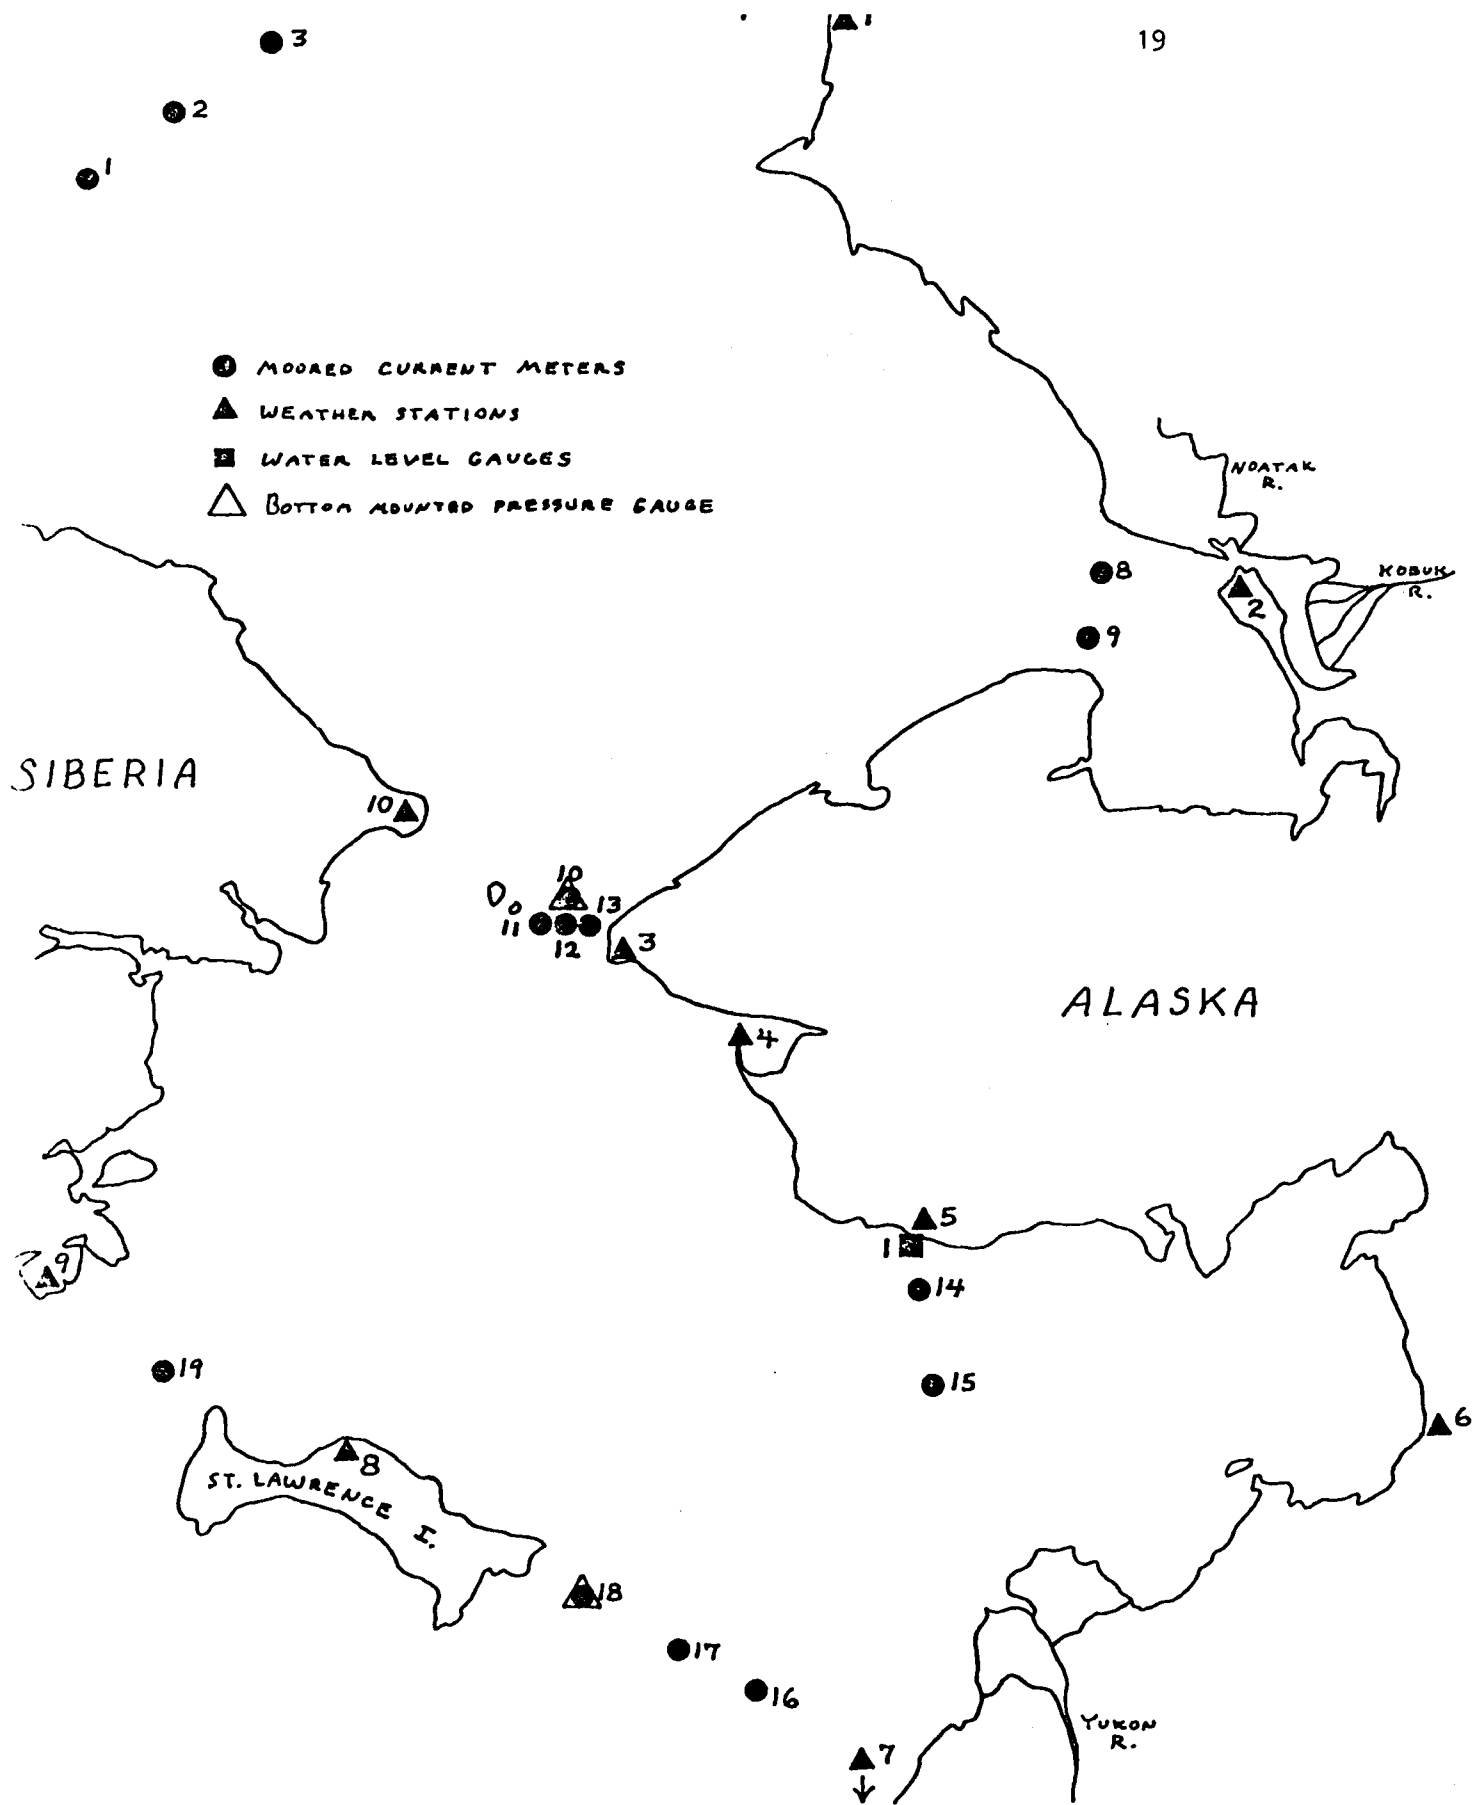 1
19
3
2
1
MOORED CURRENT METERS
WEATHER STATIONS
WATER LEVEL GAUGES
BOTTOM MOUNTED PRESSURE GAUGE
NOATAK
R.
8
KOBUK
R.
2
9
SIBERIA
10
10
13
11
12
3
ALASKA
4
5
1
9
14
19
15
6
8
ST. LAWRENCE I.
18
17
16
YUKON
R.
7